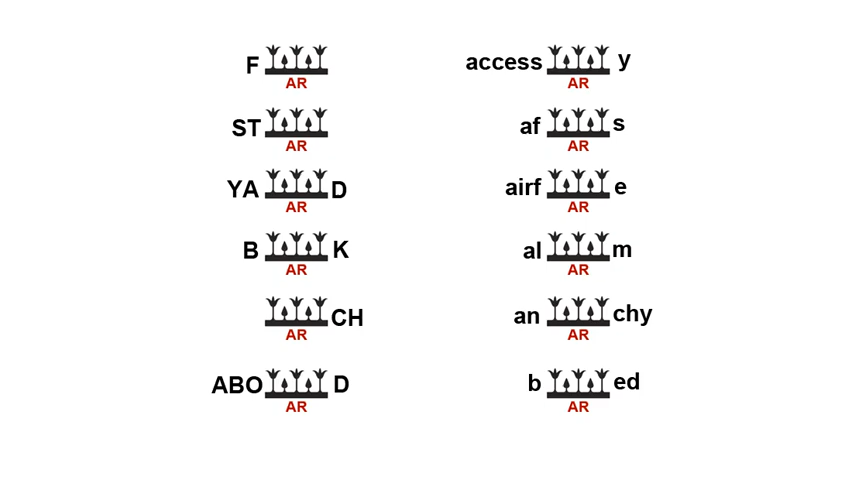 F access y
AR AR
ST af s
AR AR
YA D airf e
AR AR
B K al m
AR AR
CH an chy
AR AR
ABO D b ed
AR AR